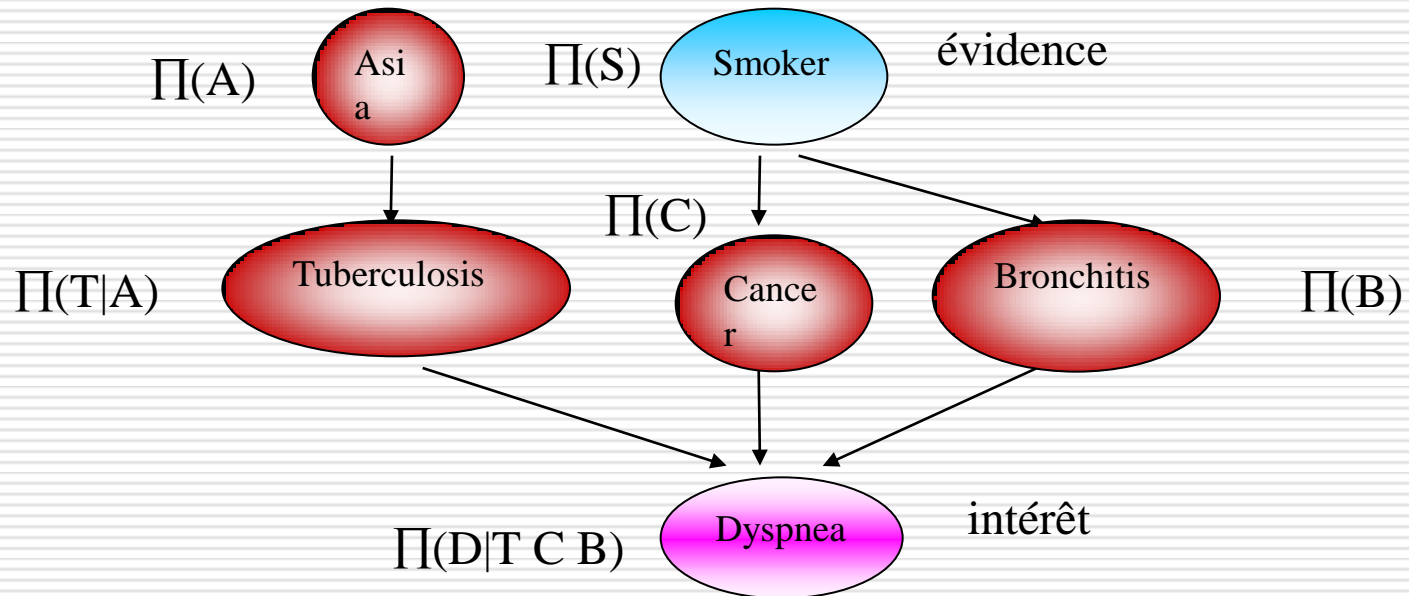 ∏(A)
Asi
a
∏(S)
Smoker
évidence
∏(C)
∏(T|A)
Tuberculosis
Cance
r
Bronchitis
∏(B)
∏(D|T C B)
Dyspnea
intérêt